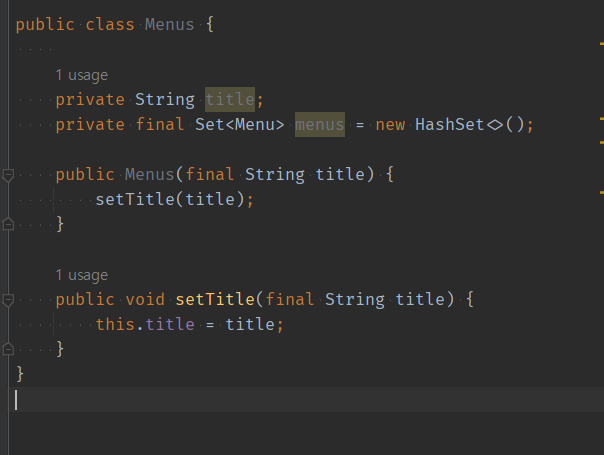 public class Menus {
1 usage
private String title;
private final Set<Menu> menus = new HashSet<>();
public Menus(final String title) {
setTitle(title);
}
1 usage
public void setTitle(final String title) {
this.title = title;
}
}